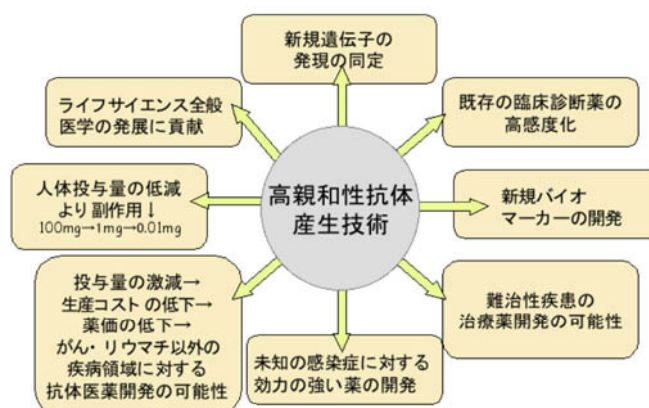 新規遺伝子の
発現の同定
ライフサイエンス全般
医学の発展に貢献
既存の臨床診断薬の
高感度化
人体投与量の低減
より副作用↓
100mg→1mg→0.01mg
高親和性抗体
産生技術
新規バイオ
マーカーの開発
投与量の激減→
生産コストの低下→
薬価の低下→
がん・リウマチ以外の
疾病領域に対する
抗体医薬開発の可能性
未知の感染症に対する
効力の強い薬の開発
難治性疾患の
治療薬開発の可能性